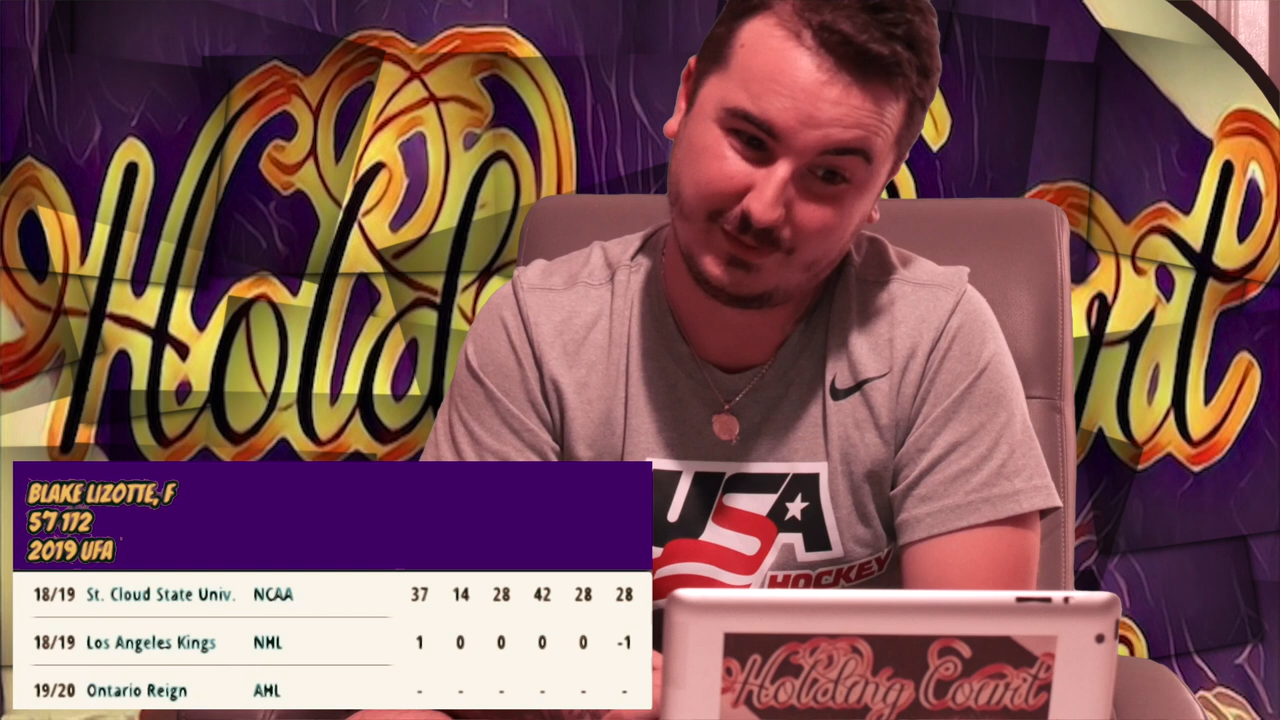 Holding Court
USA
HOCKEY
BLAKE LIZOTTE, F
5'7 172
2019 UFA
18/19 St. Cloud State Univ. NCAA 37 14 28 42 28 28
18/19 Los Angeles Kings NHL 1 0 0 0 0 -1
19/20 Ontario Reign AHL - - - - - -
Holding Court